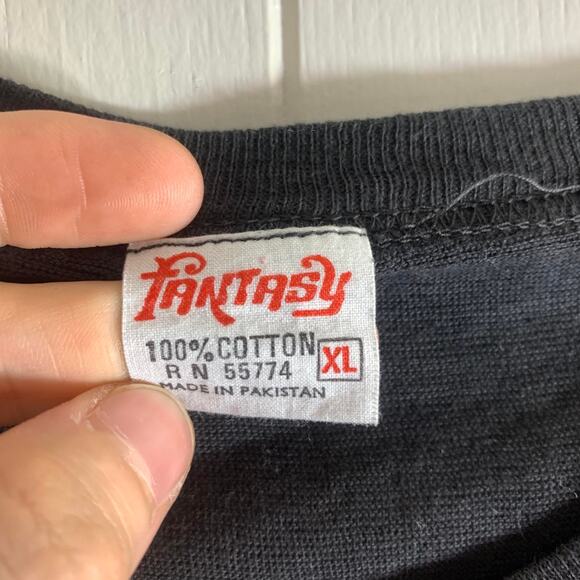 FANTASY
100% COTTON XL
R N 55774
MADE IN PAKISTAN